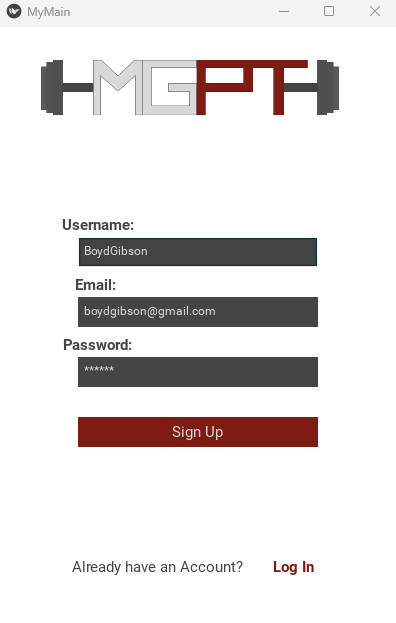 MyMain
MGPT
Username:
BoydGibson
Email:
boydgibson@gmail.com
Password:
******
Sign Up
Already have an Account? Log In